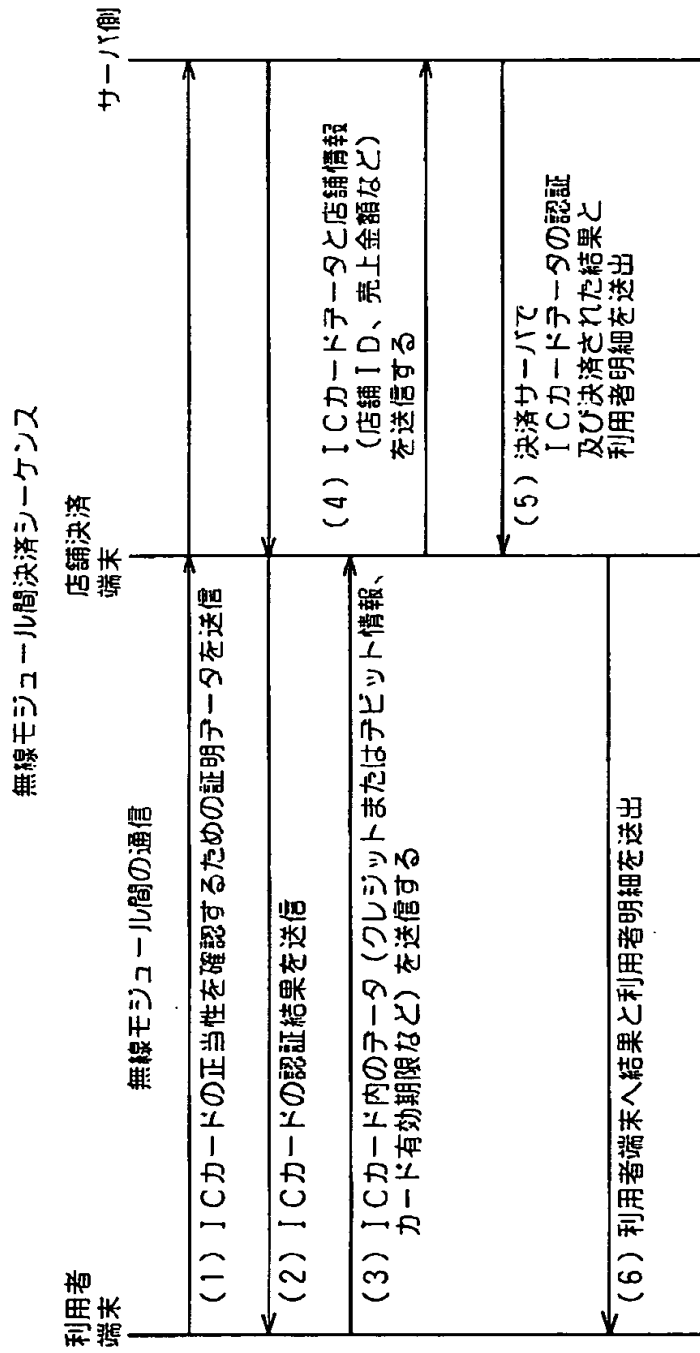 無線モジュール間決済シーケンス
利用者
端末
無線モジュール間の通信
店舗決済
端末
サーバ側
(1) ICカードの正当性を確認するための証明データを送信
(2) ICカードの認証結果を送信
(3) ICカード内のデータ(クレジットまたはデビット情報、
カード有効期限など)を送信する
(4) ICカードデータと店舗情報
(店舗ID、売上金額など)
を送信する
(5) 決済サーバで
ICカードデータの認証
及び決済された結果と
利用者明細を送出
(6) 利用者端末へ結果と利用者明細を送出